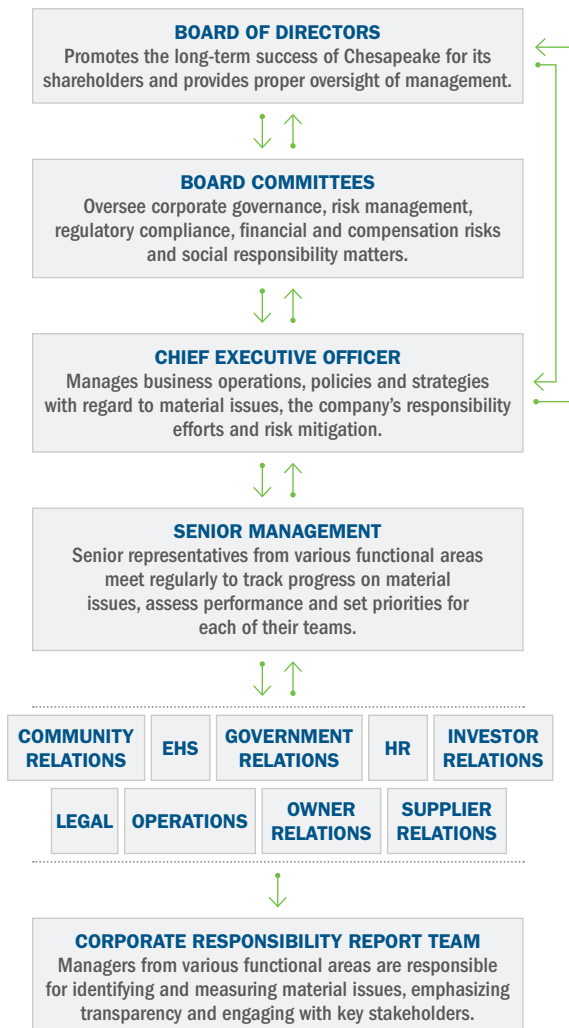 BOARD OF DIRECTORS
Promotes the long-term success of Chesapeake for its
shareholders and provides proper oversight of management.
BOARD COMMITTEES
Oversee corporate governance, risk management,
regulatory compliance, financial and compensation risks
and social responsibility matters.
CHIEF EXECUTIVE OFFICER
Manages business operations, policies and strategies
with regard to material issues, the company’s responsibility
efforts and risk mitigation.
SENIOR MANAGEMENT
Senior representatives from various functional areas
meet regularly to track progress on material
issues, assess performance and set priorities for
each of their teams.
COMMUNITY
RELATIONS
EHS
GOVERNMENT
RELATIONS
HR
INVESTOR
RELATIONS
LEGAL
OPERATIONS
OWNER
RELATIONS
SUPPLIER
RELATIONS
CORPORATE RESPONSIBILITY REPORT TEAM
Managers from various functional areas are responsible
for identifying and measuring material issues, emphasizing
transparency and engaging with key stakeholders.